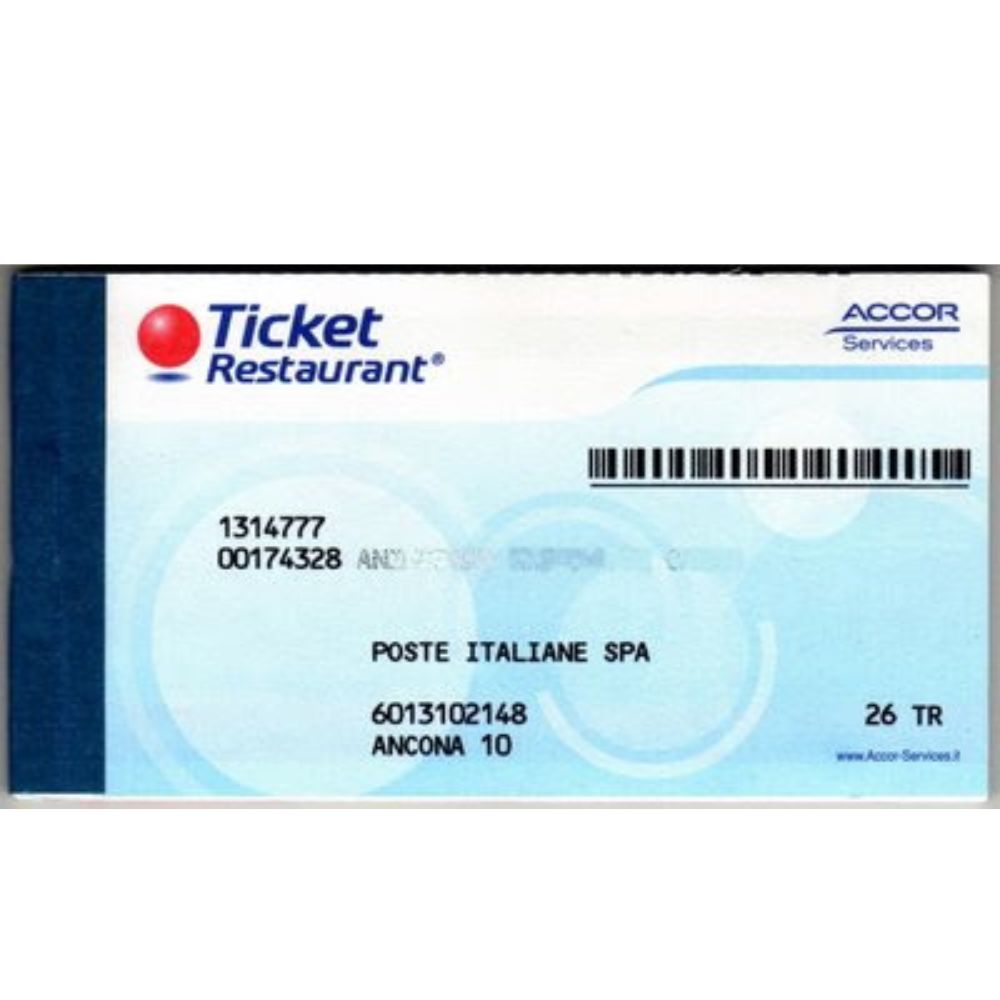 Ticket
Restaurant®
ACCOR
Services
1314777
00174328
POSTE ITALIANE SPA
6013102148
26 TR
ANCONA 10
www.Accor-Services.it